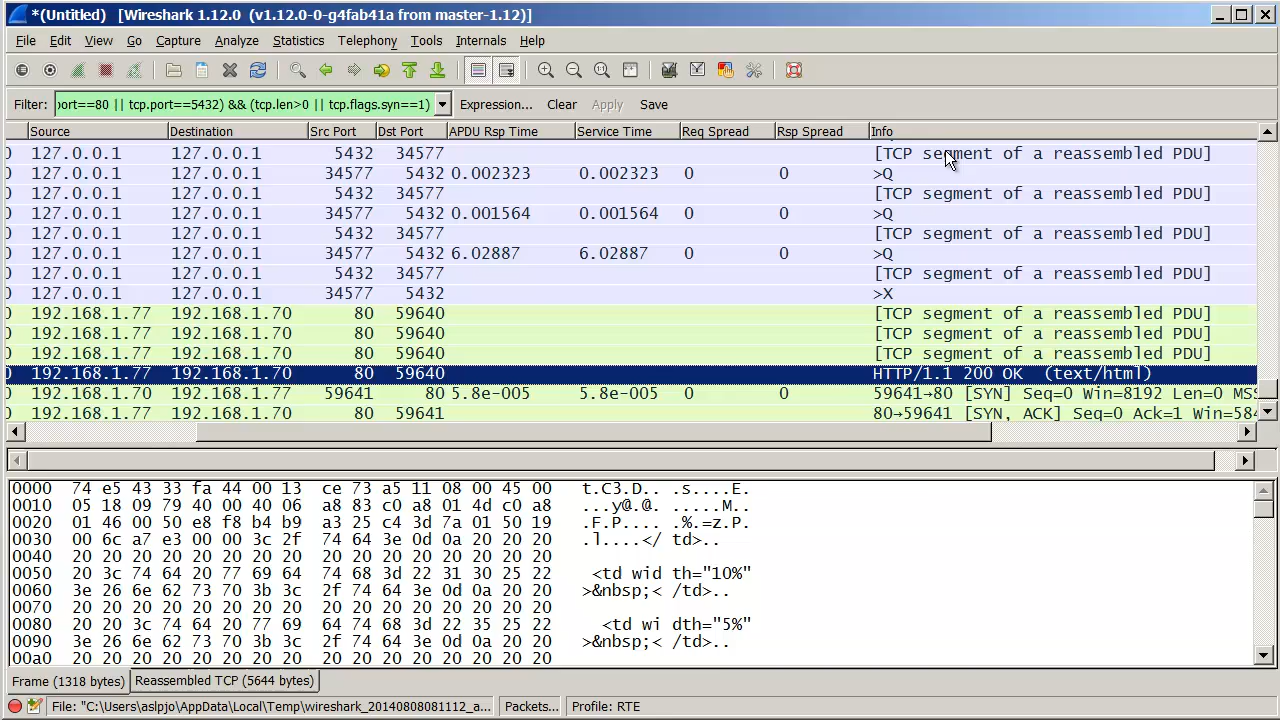 *(Untitled) [Wireshark 1.12.0 (v1.12.0-0-g4fab41a from master-1.12)]
File Edit View Go Capture Analyze Statistics Telephony Tools Internals Help
Filter: port==80 || tcp.port==5432) && (tcp.len>0 || tcp.flags.syn==1) Expression... Clear Apply Save
Source Destination Src Port Dst Port APDU Rsp Time Service Time Req Spread Rsp Spread Info
127.0.0.1 127.0.0.1 5432 34577 [TCP segment of a reassembled PDU]
127.0.0.1 127.0.0.1 34577 5432 0.002323 0.002323 0 0 >Q
127.0.0.1 127.0.0.1 5432 34577 [TCP segment of a reassembled PDU]
127.0.0.1 127.0.0.1 34577 5432 0.001564 0.001564 0 0 >Q
127.0.0.1 127.0.0.1 5432 34577 [TCP segment of a reassembled PDU]
127.0.0.1 127.0.0.1 34577 5432 6.02887 6.02887 0 0 >Q
127.0.0.1 127.0.0.1 5432 34577 [TCP segment of a reassembled PDU]
127.0.0.1 127.0.0.1 34577 5432 >X
192.168.1.77 192.168.1.70 80 59640 [TCP segment of a reassembled PDU]
192.168.1.77 192.168.1.70 80 59640 [TCP segment of a reassembled PDU]
192.168.1.77 192.168.1.70 80 59640 [TCP segment of a reassembled PDU]
192.168.1.77 192.168.1.70 80 59640 HTTP/1.1 200 OK (text/html)
192.168.1.70 192.168.1.77 59641 80 5.8e-005 5.8e-005 0 0 59641→80 [SYN] Seq=0 Win=8192 Len=0 MSS
192.168.1.77 192.168.1.70 80 59641 80→59641 [SYN, ACK] Seq=0 Ack=1 Win=584
0000 74 e5 43 33 fa 44 00 13 ce 73 a5 11 08 00 45 00 t.C3.D.. .s....E.
0010 05 18 09 79 40 00 40 06 a8 83 c0 a8 01 4d c0 a8 ...y@.@. .....M..
0020 01 46 00 50 e8 f8 b4 b9 a3 25 c4 3d 7a 01 50 19 .F.P.... .%.=z.P.
0030 00 6c a7 e3 00 00 3c 2f 74 64 3e 0d 0a 20 20 20 .l....</ td>..
0040 20 20 20 20 20 20 20 20 20 20 20 20 20 20 20 20
0050 20 3c 74 64 20 77 69 64 74 68 3d 22 31 30 25 22 <td wid th="10%"
0060 3e 26 6e 62 73 70 3b 3c 2f 74 64 3e 0d 0a 20 20 >&nbsp;< /td>..
0070 20 20 20 20 20 20 20 20 20 20 20 20 20 20 20 20
0080 20 20 3c 74 64 20 77 69 64 74 68 3d 22 35 25 22 <td wi dth="5%"
0090 3e 26 6e 62 73 70 3b 3c 2f 74 64 3e 0d 0a 20 20 >&nbsp;< /td>..
00a0 20 20 20 20 20 20 20 20 20 20 20 20 20 20 20 20
Frame (1318 bytes) Reassembled TCP (5644 bytes)
File: "C:\Users\aslpjo\AppData\Local\Temp\wireshark_20140808081112_a... Packets... Profile: RTE